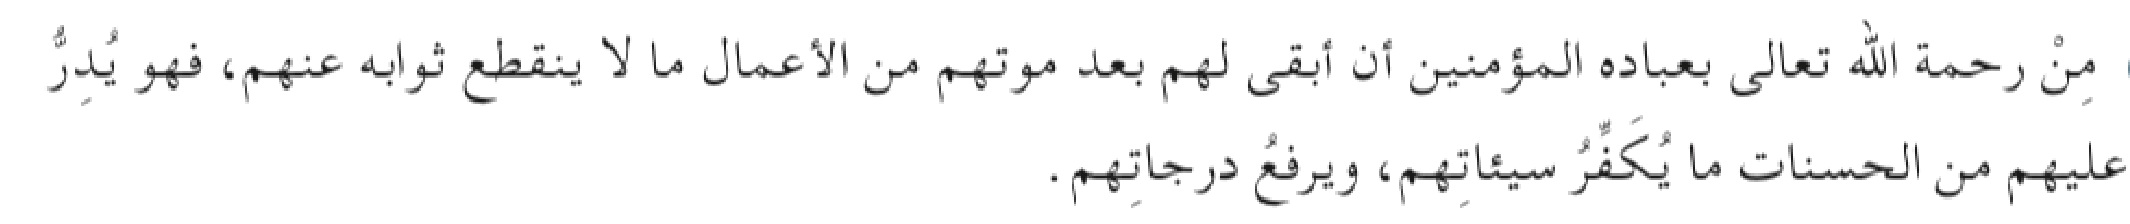 مِنْ رحمة الله تعالى بعباده المؤمنين أن أبقى لهم بعد موتهم من الأعمال ما لا ينقطع ثوابه عنهم، فهو يُدِرُّ
عليهم من الحسنات ما يُكَفِّرُ سيئاتِهم، ويرفعُ درجاتِهم.